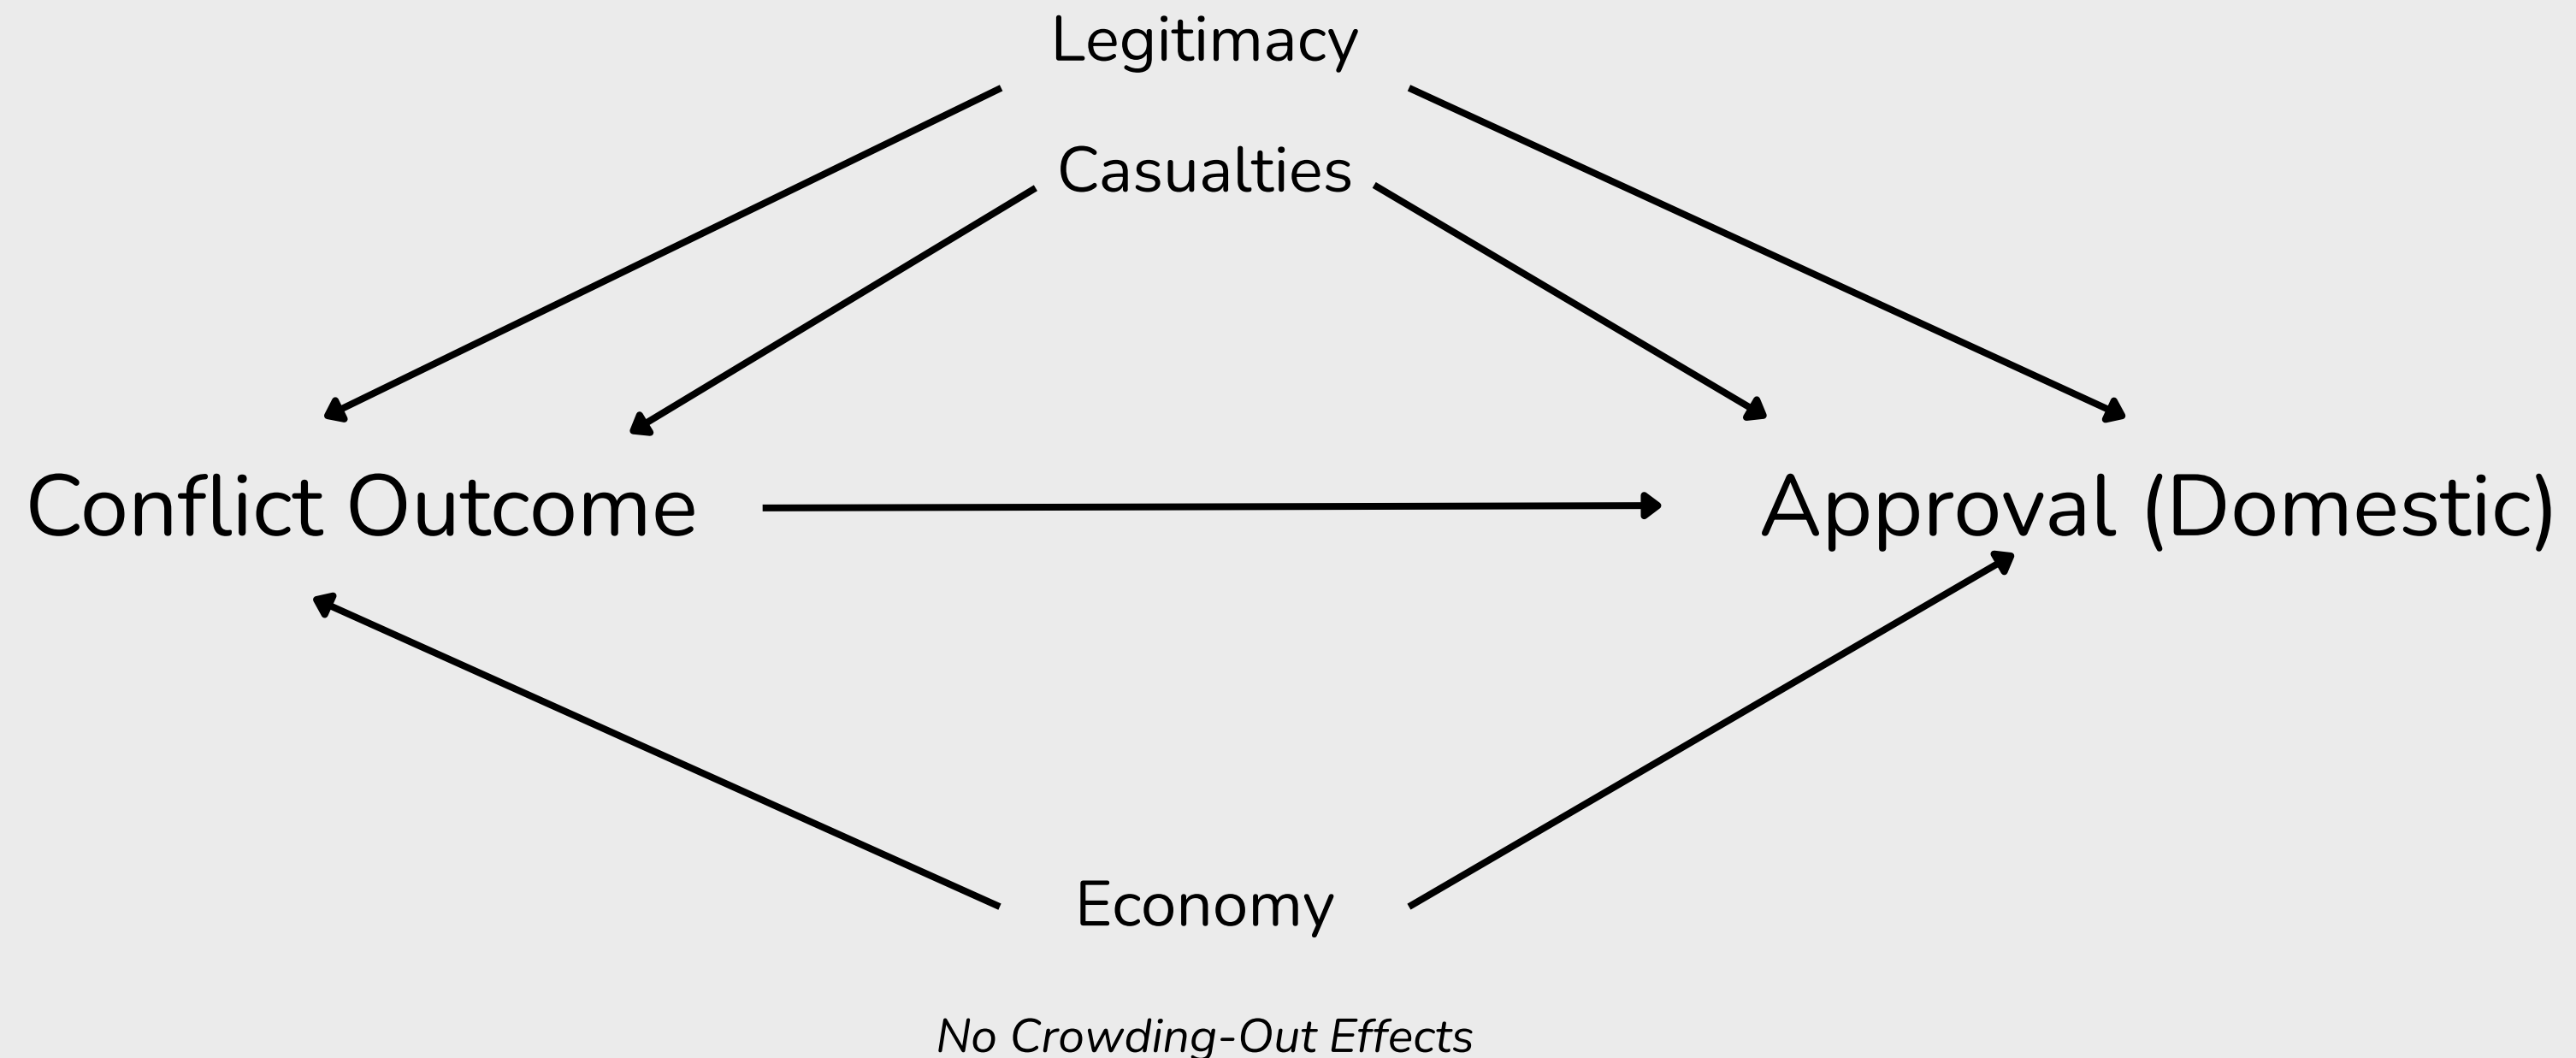 Legitimacy
Casualties
Conflict Outcome
Approval (Domestic)
Economy
No Crowding-Out Effects